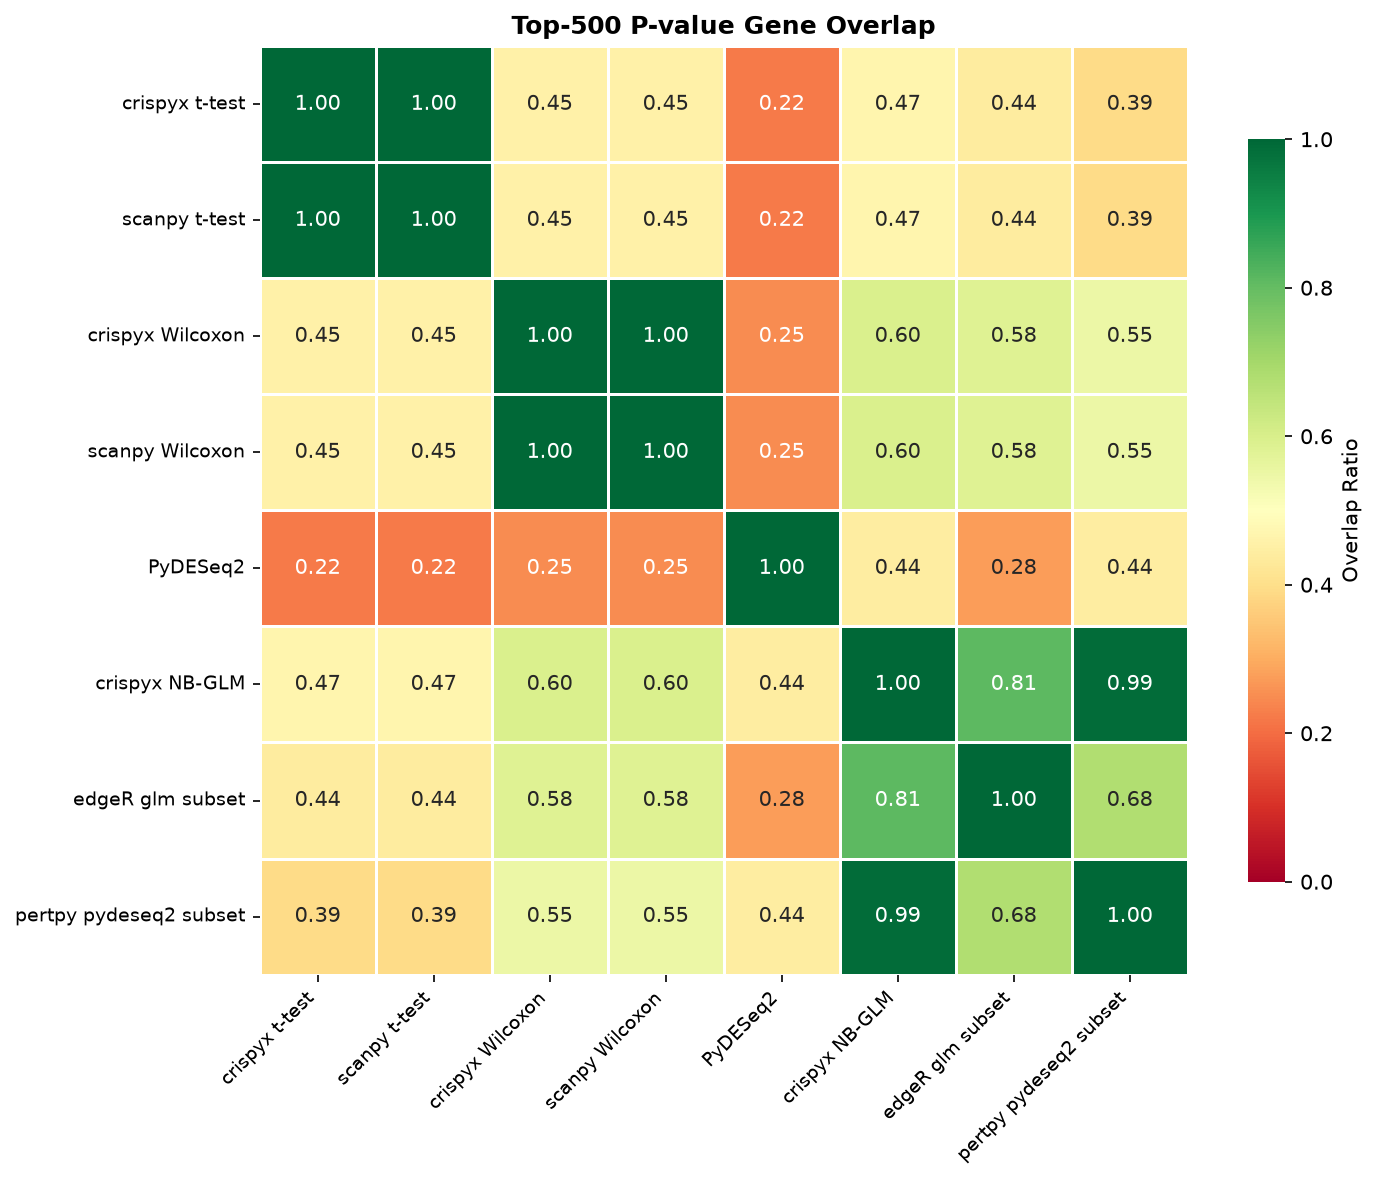 Top-500 P-value Gene Overlap
crispyx t-test 1.00 1.00 0.45 0.45 0.22 0.47 0.44 0.39
scanpy t-test 1.00 1.00 0.45 0.45 0.22 0.47 0.44 0.39
crispyx Wilcoxon 0.45 0.45 1.00 1.00 0.25 0.60 0.58 0.55
scanpy Wilcoxon 0.45 0.45 1.00 1.00 0.25 0.60 0.58 0.55
PyDESeq2 0.22 0.22 0.25 0.25 1.00 0.44 0.28 0.44
crispyx NB-GLM 0.47 0.47 0.60 0.60 0.44 1.00 0.81 0.99
edgeR glm subset 0.44 0.44 0.58 0.58 0.28 0.81 1.00 0.68
pertpy pydeseq2 subset 0.39 0.39 0.55 0.55 0.44 0.99 0.68 1.00
crispyx t-test
scanpy t-test
crispyx Wilcoxon
scanpy Wilcoxon
PyDESeq2
crispyx NB-GLM
edgeR glm subset
pertpy pydeseq2 subset
1.0
0.8
0.6
0.4
0.2
0.0
Overlap Ratio